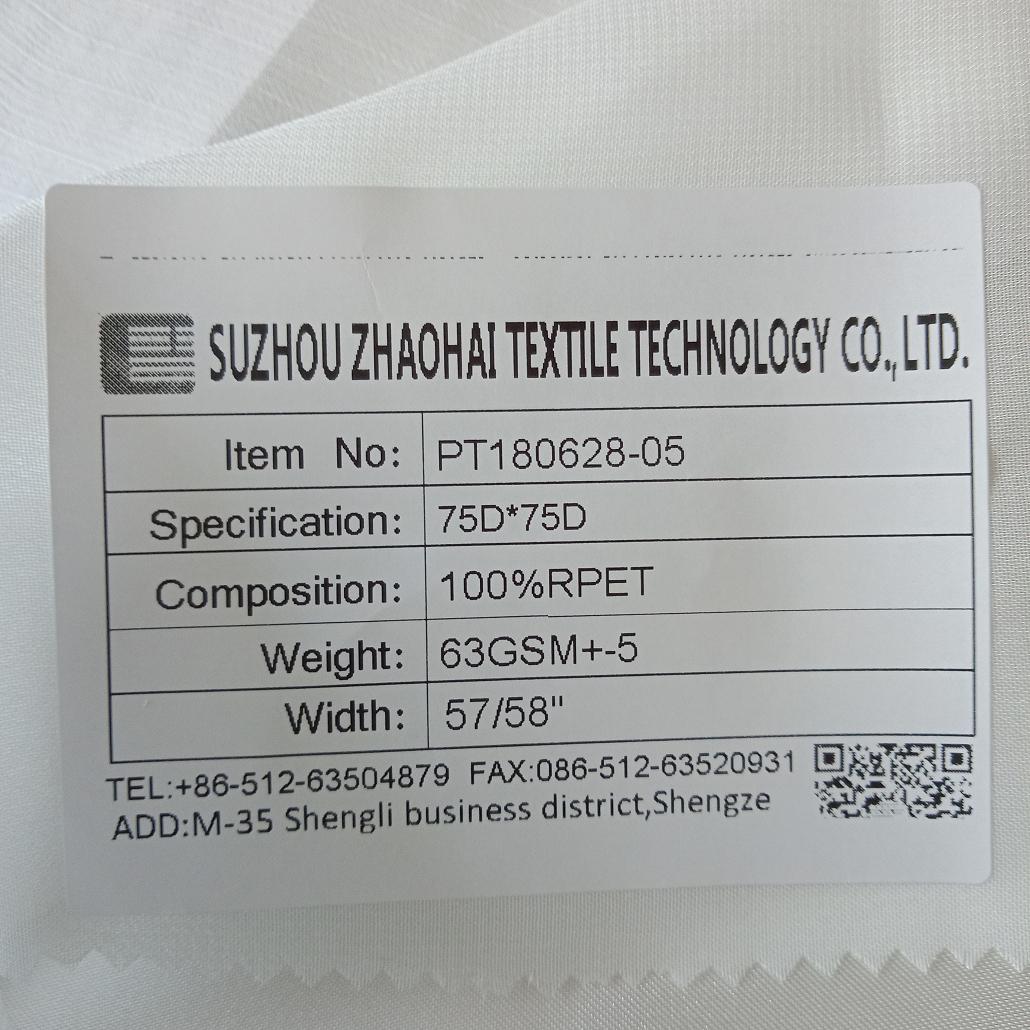 SUZHOU ZHAOHAI TEXTILE TECHNOLOGY CO., LTD.
Item No: PT180628-05
Specification: 75D*75D
Composition: 100%RPET
Weight: 63GSM+-5
Width: 57/58"
TEL:+86-512-63504879 FAX:086-512-63520931
ADD:M-35 Shengli business district,Shengze